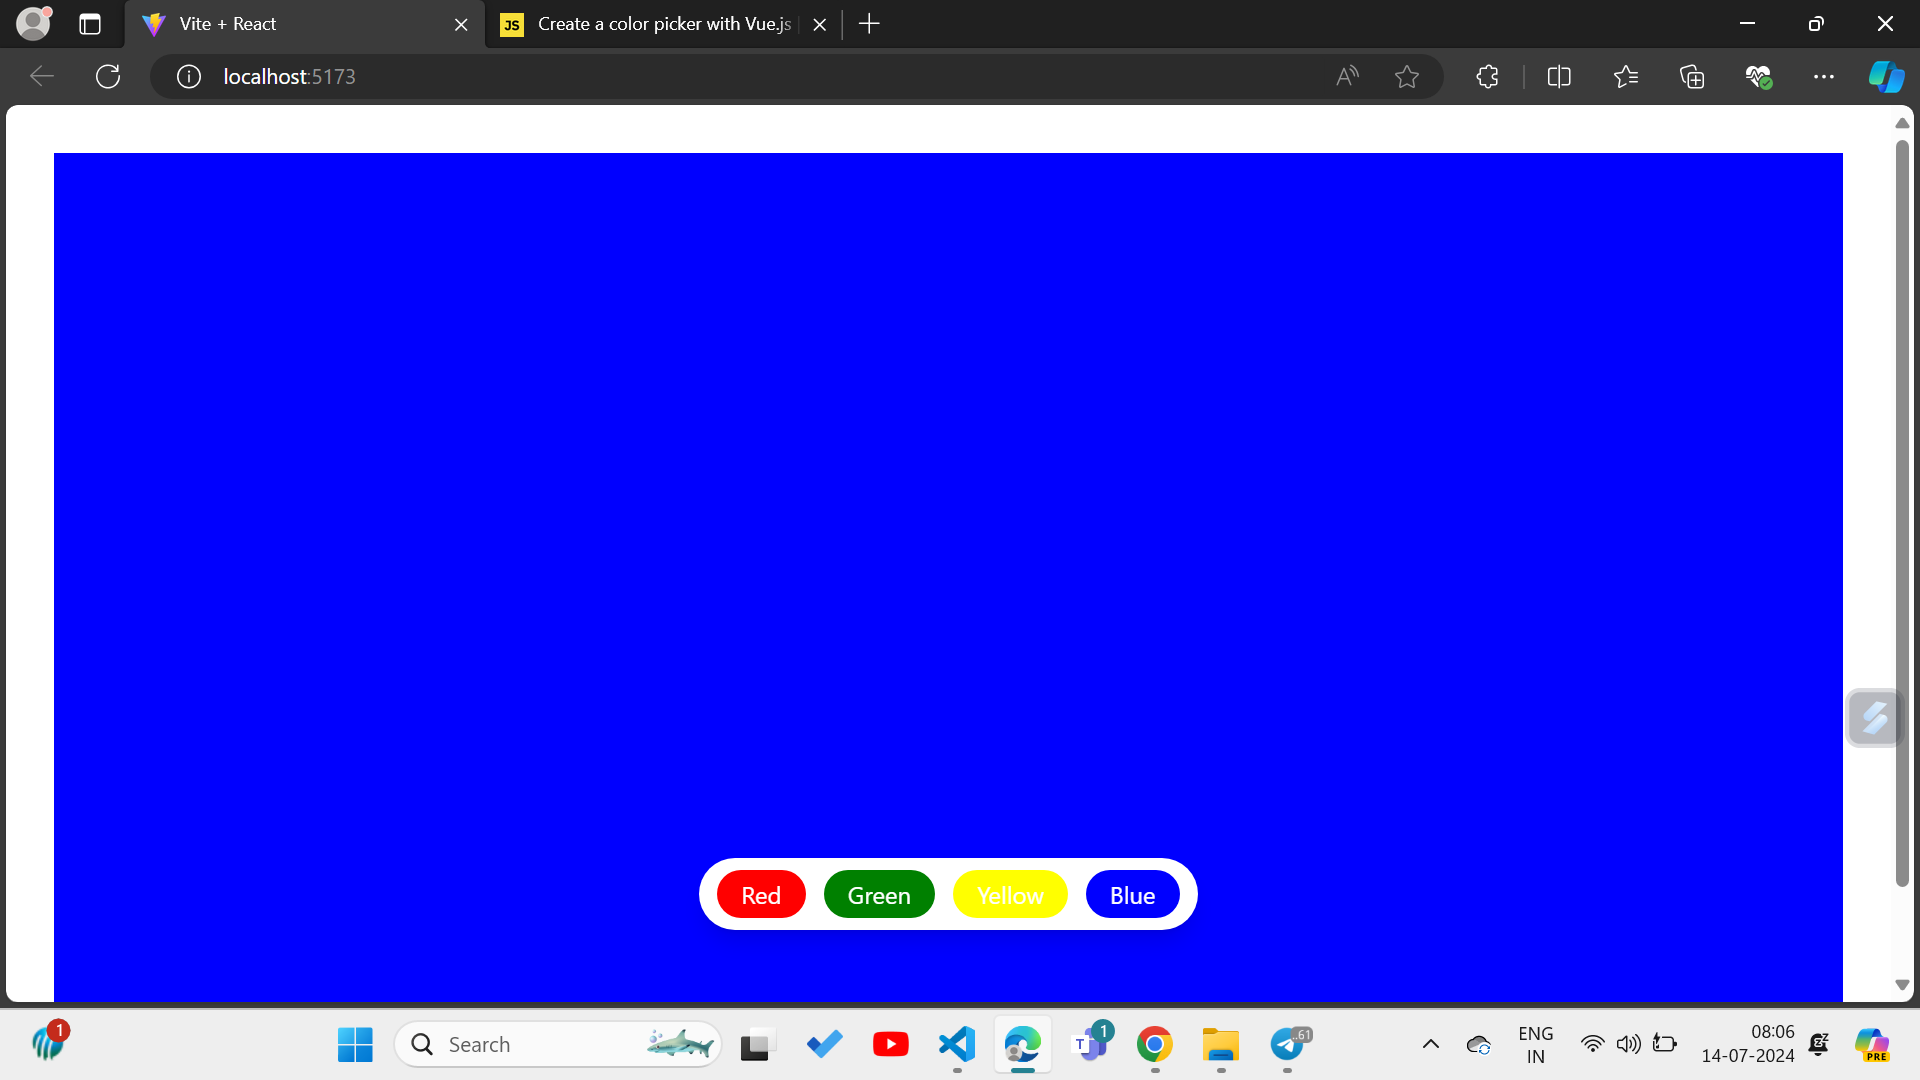 Vite + React
JS Create a color picker with Vue.js
localhost:5173
Red Green Yellow Blue
1
Search
T 1
.61
ENG
IN
08:06
14-07-2024
PRE